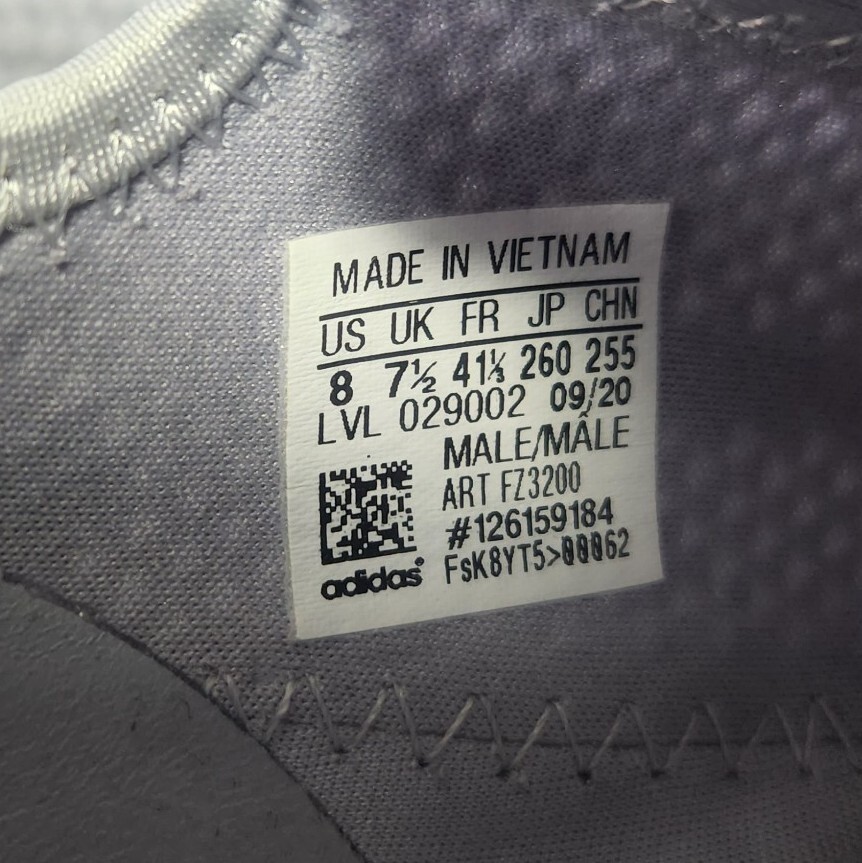 MADE IN VIETNAM
US UK FR JP CHN
8 7½ 41⅓ 260 255
LVL 029002 09/20
MALE/MÂLE
ART FZ3200
#126159184
FsK8YT5>00062
adidas